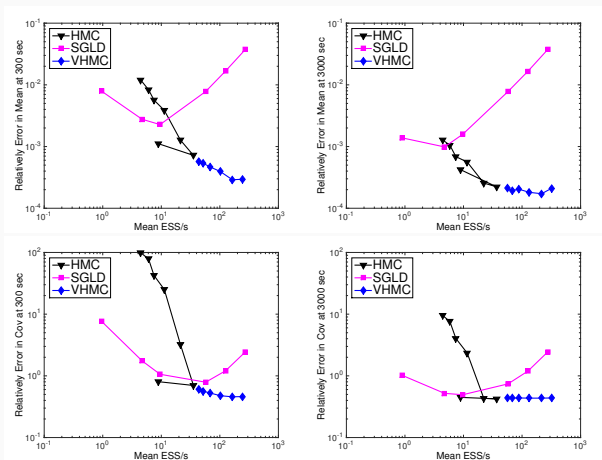 Relatively Error in Mean at 300 sec
10^-1
10^-2
10^-3
10^-4
HMC
SGLD
VHMC
10^-1 10^0 10^1 10^2 10^3
Mean ESS/s
Relatively Error in Mean at 3000 sec
10^-1
10^-2
10^-3
10^-4
HMC
SGLD
VHMC
10^-1 10^0 10^1 10^2 10^3
Mean ESS/s
Relatively Error in Cov at 300 sec
10^2
10^1
10^0
10^-1
HMC
SGLD
VHMC
10^-1 10^0 10^1 10^2 10^3
Mean ESS/s
Relatively Error in Cov at 3000 sec
10^2
10^1
10^0
10^-1
HMC
SGLD
VHMC
10^-1 10^0 10^1 10^2 10^3
Mean ESS/s